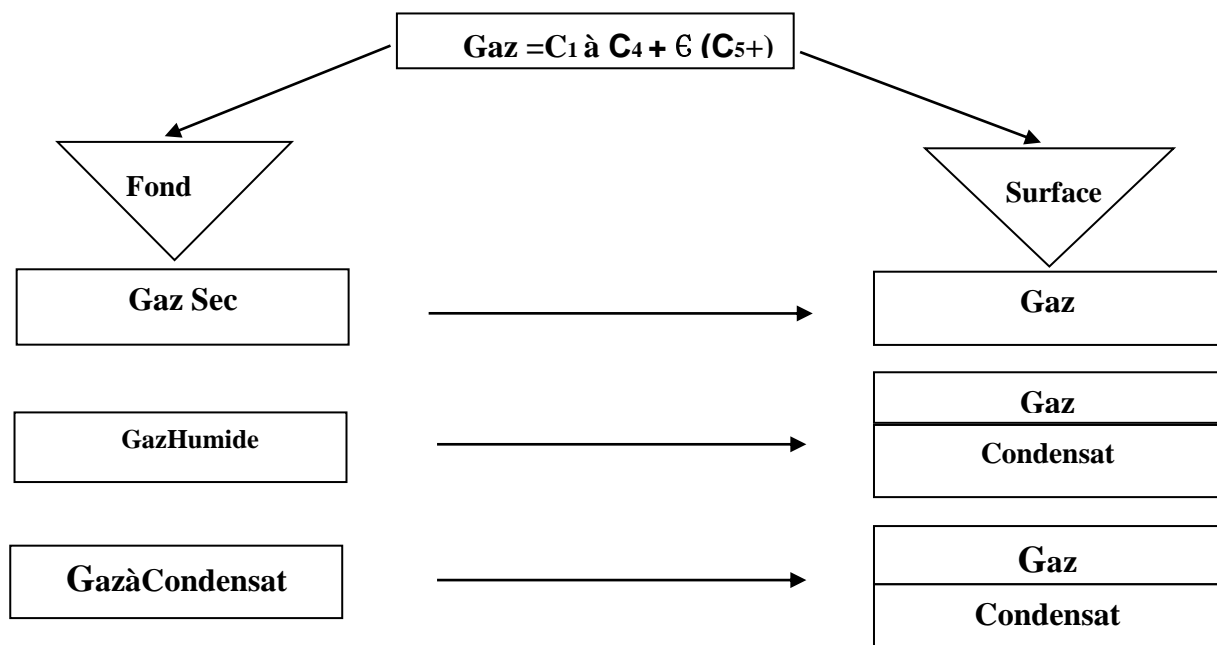 Gaz =C1 à C4 + Є (C5+)
Fond
Surface
Gaz Sec
Gaz
GazHumide
Gaz
Condensat
GazàCondensat
Gaz
Condensat